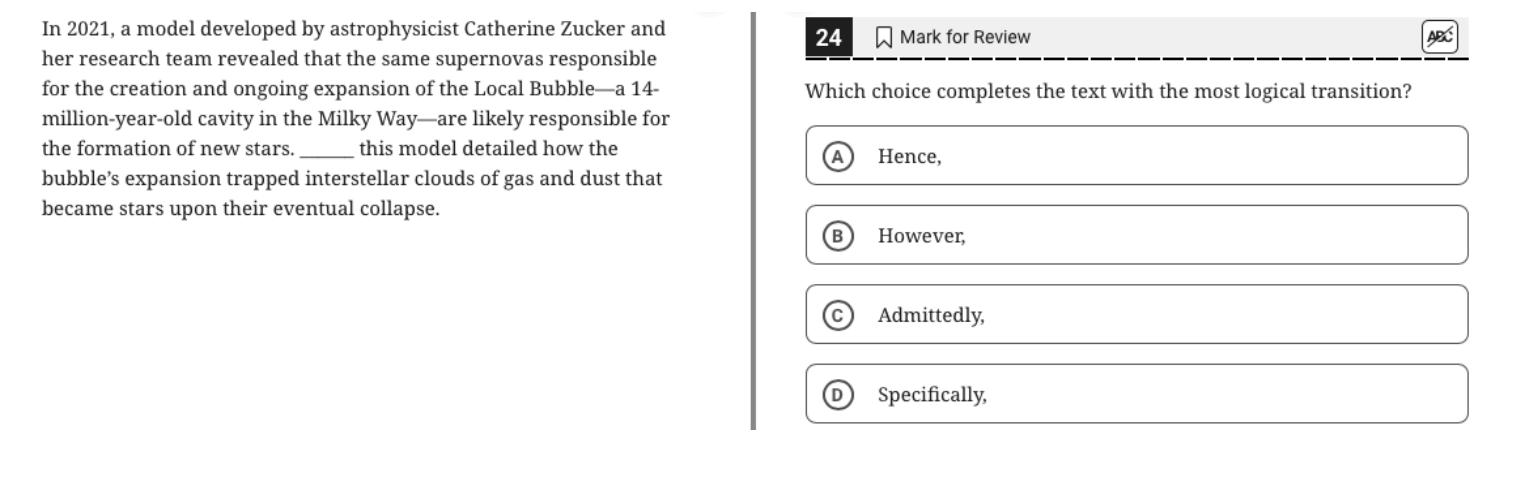 In 2021, a model developed by astrophysicist Catherine Zucker and
her research team revealed that the same supernovas responsible
for the creation and ongoing expansion of the Local Bubble—a 14-
million-year-old cavity in the Milky Way—are likely responsible for
the formation of new stars. ______ this model detailed how the
bubble’s expansion trapped interstellar clouds of gas and dust that
became stars upon their eventual collapse.
24 Mark for Review ABC
Which choice completes the text with the most logical transition?
A Hence,
B However,
C Admittedly,
D Specifically,